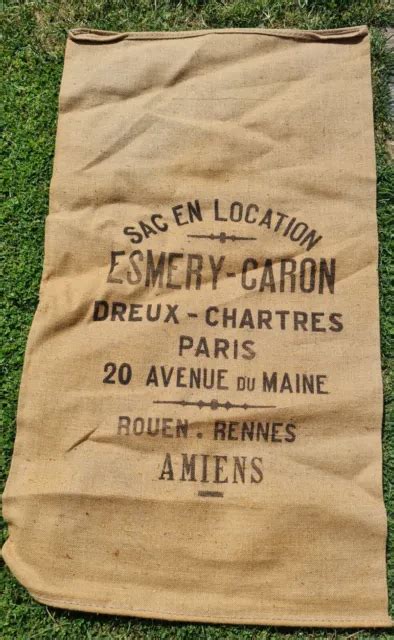 SAC EN LOCATION
ESMERY-CARON
DREUX-CHARTRES
PARIS
20 AVENUE DU MAINE
ROUEN. RENNES
AMIENS